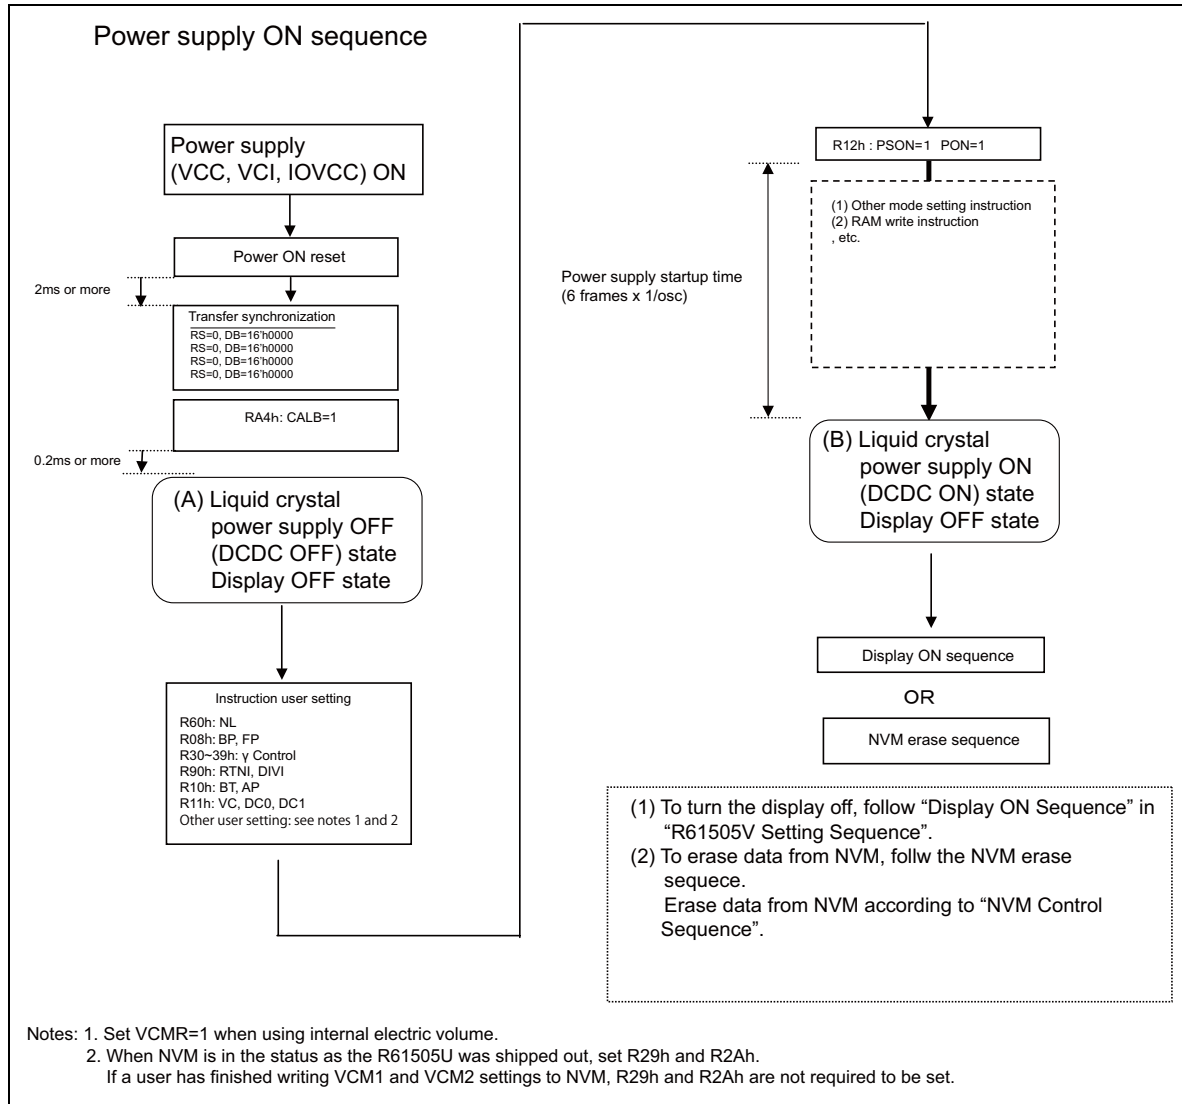 Power supply ON sequence
Power supply
(VCC, VCI, IOVCC) ON
Power ON reset
2ms or more
Transfer synchronization
RS=0, DB=16'h0000
RS=0, DB=16'h0000
RS=0, DB=16'h0000
RS=0, DB=16'h0000
RA4h: CALB=1
0.2ms or more
(A) Liquid crystal
power supply OFF
(DCDC OFF) state
Display OFF state
Instruction user setting
R60h: NL
R08h: BP, FP
R30~39h: γ Control
R90h: RTNI, DIVI
R10h: BT, AP
R11h: VC, DC0, DC1
Other user setting: see notes 1 and 2
R12h : PSON=1 PON=1
(1) Other mode setting instruction
(2) RAM write instruction
, etc.
Power supply startup time
(6 frames x 1/osc)
(B) Liquid crystal
power supply ON
(DCDC ON) state
Display OFF state
Display ON sequence
OR
NVM erase sequence
(1) To turn the display off, follow “Display ON Sequence” in
“R61505V Setting Sequence”.
(2) To erase data from NVM, follw the NVM erase
sequece.
Erase data from NVM according to “NVM Control
Sequence”.
Notes: 1. Set VCMR=1 when using internal electric volume.
2. When NVM is in the status as the R61505U was shipped out, set R29h and R2Ah.
If a user has finished writing VCM1 and VCM2 settings to NVM, R29h and R2Ah are not required to be set.